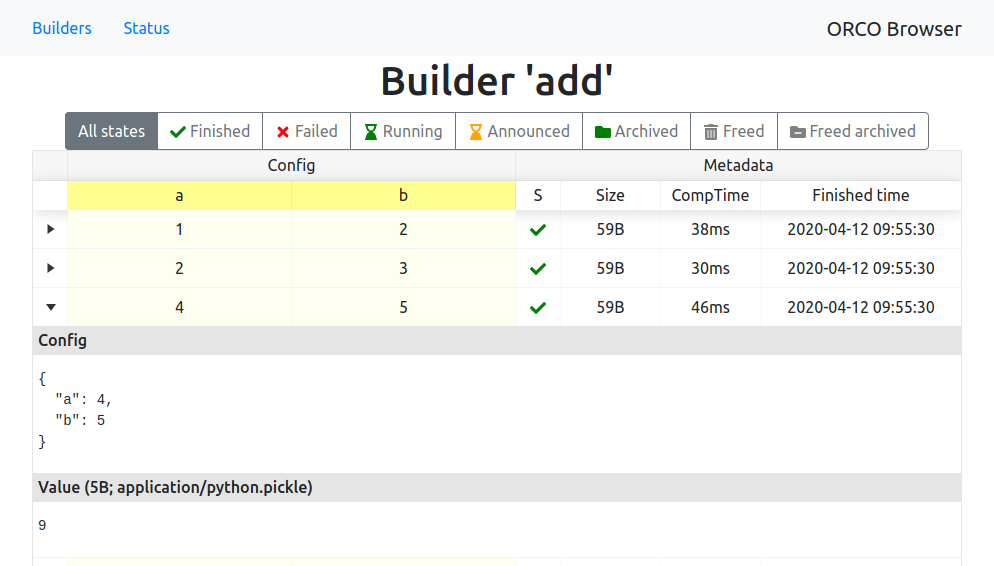 Builders Status ORCO Browser
Builder 'add'
All states Finished Failed Running Announced Archived Freed Freed archived
Config Metadata
a b S Size CompTime Finished time
1 2 59B 38ms 2020-04-12 09:55:30
2 3 59B 30ms 2020-04-12 09:55:30
4 5 59B 46ms 2020-04-12 09:55:30
Config
{
"a": 4,
"b": 5
}
Value (5B; application/python.pickle)
9